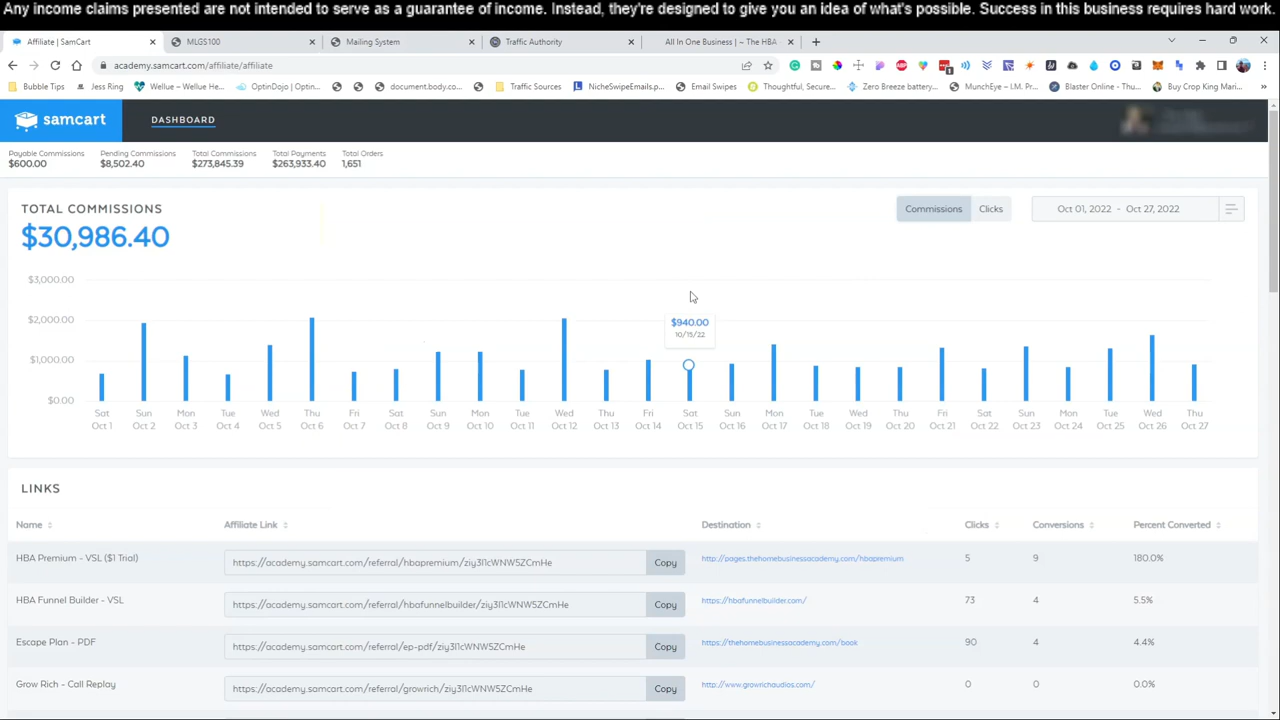 Any income claims presented are not intended to serve as a guarantee of income. Instead, they're designed to give you an idea of what's possible. Success in this business requires hard work.
Affiliate | SamCart
MLGS100
Mailing System
Traffic Authority
All In One Business | – The HBA
academy.samcart.com/affiliate/affiliate
Bubble Tips
Jess Ring
Wellue – Wellue He...
OptinDojo | Optin...
document.body.co...
Traffic Sources
NicheSwipeEmails.p...
Email Swipes
Thoughtful, Secure...
Zero Breeze battery...
MunchEye – I.M. Pr...
Blaster Online - Thu...
Buy Crop King Mari...
samcart
DASHBOARD
Payable Commissions Pending Commissions Total Commissions Total Payments Total Orders
$600.00 $8,502.40 $273,845.39 $263,933.40 1,651
TOTAL COMMISSIONS
$30,986.40
Commissions Clicks
Oct 01, 2022 - Oct 27, 2022
$3,000.00
$2,000.00
$1,000.00
$0.00
$940.00
10/15/22
Sat Sun Mon Tue Wed Thu Fri Sat Sun Mon Tue Wed Thu Fri Sat Sun Mon Tue Wed Thu Fri Sat Sun Mon Tue Wed Thu
Oct 1 Oct 2 Oct 3 Oct 4 Oct 5 Oct 6 Oct 7 Oct 8 Oct 9 Oct 10 Oct 11 Oct 12 Oct 13 Oct 14 Oct 15 Oct 16 Oct 17 Oct 18 Oct 19 Oct 20 Oct 21 Oct 22 Oct 23 Oct 24 Oct 25 Oct 26 Oct 27
LINKS
Name Affiliate Link Destination Clicks Conversions Percent Converted
HBA Premium - VSL ($1 Trial) https://academy.samcart.com/referral/hbapremium/ziy3l1cWNW5ZCmHe Copy http://pages.thehomebusinessacademy.com/hbapremium 5 9 180.0%
HBA Funnel Builder - VSL https://academy.samcart.com/referral/hbafunnelbuilder/ziy3l1cWNW5ZCmHe Copy https://hbafunnelbuilder.com/ 73 4 5.5%
Escape Plan - PDF https://academy.samcart.com/referral/ep-pdf/ziy3l1cWNW5ZCmHe Copy https://thehomebusinessacademy.com/book 90 4 4.4%
Grow Rich - Call Replay https://academy.samcart.com/referral/growrich/ziy3l1cWNW5ZCmHe Copy http://www.growrichaudios.com/ 0 0 0.0%